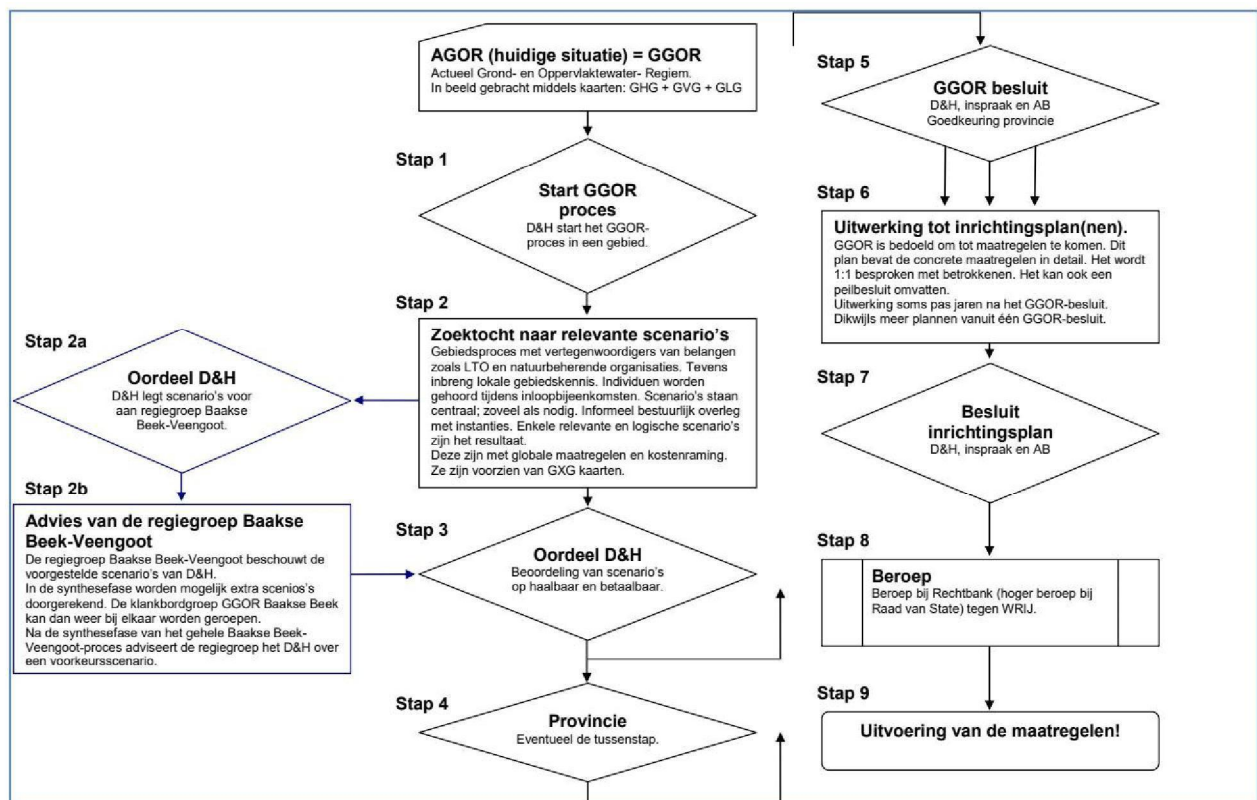 AGOR (huidige situatie) = GGOR
Actueel Grond- en Oppervlaktewater- Regiem.
In beeld gebracht middels kaarten: GHG + GVG + GLG
Stap 1
Start GGOR
proces
D&H start het GGOR-
proces in een gebied.
Stap 2
Zoektocht naar relevante scenario's
Gebiedsproces met vertegenwoordigers van belangen
zoals LTO en natuurbeherende organisaties. Tevens
inbreng lokale gebiedskennis. Individuen worden
gehoord tijdens inloopbijeenkomsten. Scenario's staan
centraal; zoveel als nodig. Informeel bestuurlijk overleg
met instanties. Enkele relevante en logische scenario's
zijn het resultaat.
Deze zijn met globale maatregelen en kostenraming.
Ze zijn voorzien van GXG kaarten.
Stap 2a
Oordeel D&H
D&H legt scenario's voor
aan regiegroep Baakse
Beek-Veengoot.
Stap 2b
Advies van de regiegroep Baakse
Beek-Veengoot
De regiegroep Baakse Beek-Veengoot beschouwt de
voorgestelde scenario's van D&H.
In de synthesefase worden mogelijk extra scenios's
doorgerekend. De klankbordgroep GGOR Baakse Beek
kan dan weer bij elkaar worden geroepen.
Na de synthesefase van het gehele Baakse Beek-
Veengoot-proces adviseert de regiegroep het D&H over
een voorkeursscenario.
Stap 3
Oordeel D&H
Beoordeling van scenario's
op haalbaar en betaalbaar.
Stap 4
Provincie
Eventueel de tussenstap.
Stap 5
GGOR besluit
D&H, inspraak en AB
Goedkeuring provincie
Stap 6
Uitwerking tot inrichtingsplan(nen).
GGOR is bedoeld om tot maatregelen te komen. Dit
plan bevat de concrete maatregelen in detail. Het wordt
1:1 besproken met betrokkenen. Het kan ook een
peilbesluit omvatten.
Uitwerking soms pas jaren na het GGOR-besluit.
Dikwijls meer plannen vanuit één GGOR-besluit.
Stap 7
Besluit
inrichtingsplan
D&H, inspraak en AB
Stap 8
Beroep
Beroep bij Rechtbank (hoger beroep bij
Raad van State) tegen WRIJ.
Stap 9
Uitvoering van de maatregelen!